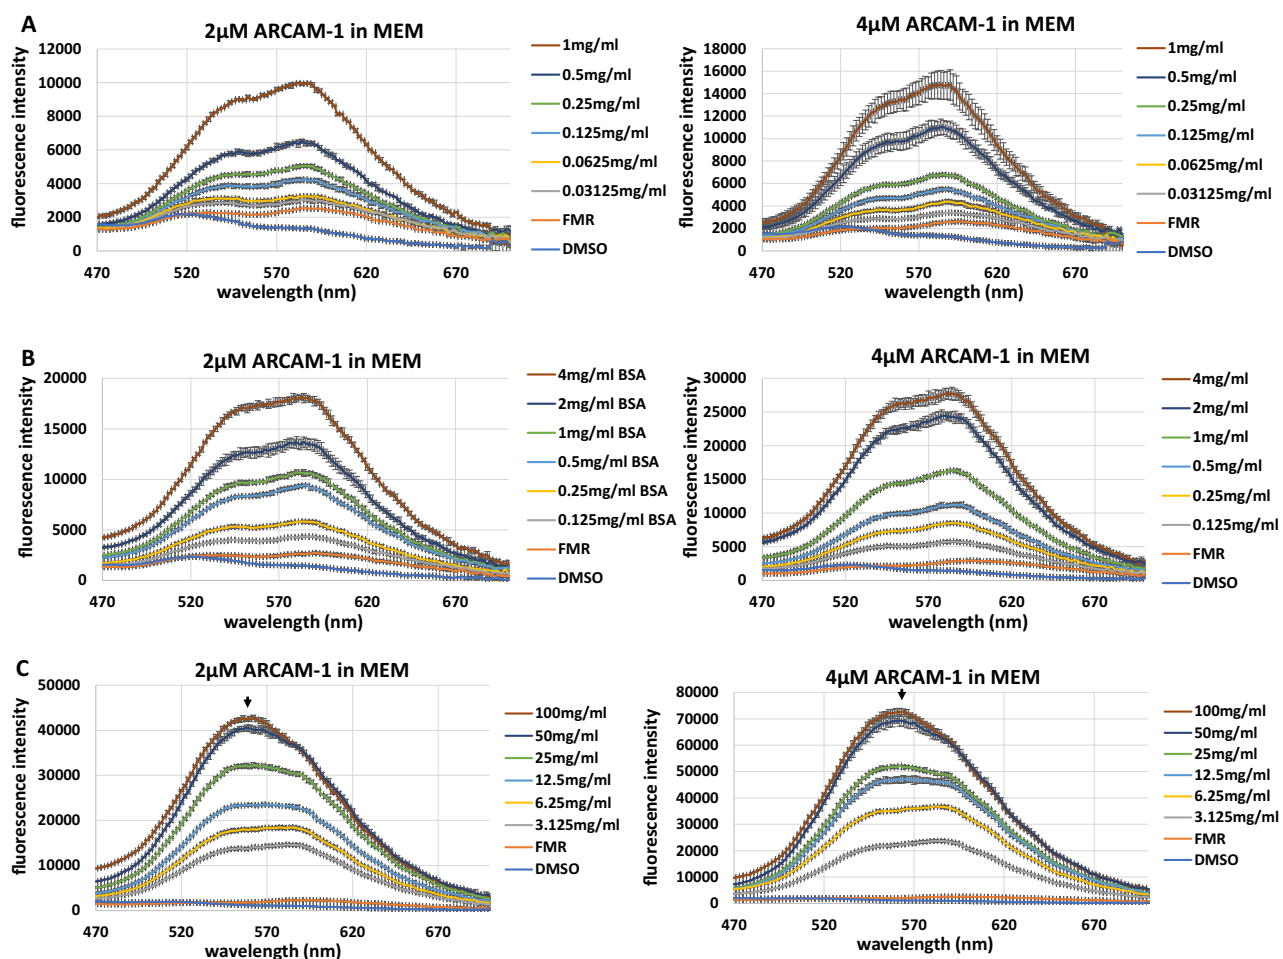 A
2µM ARCAM-1 in MEM
fluorescence intensity
12000
10000
8000
6000
4000
2000
0
470
520
570
620
670
wavelength (nm)
1mg/ml
0.5mg/ml
0.25mg/ml
0.125mg/ml
0.0625mg/ml
0.03125mg/ml
FMR
DMSO
4µM ARCAM-1 in MEM
fluorescence intensity
18000
16000
14000
12000
10000
8000
6000
4000
2000
0
470
520
570
620
670
wavelength (nm)
1mg/ml
0.5mg/ml
0.25mg/ml
0.125mg/ml
0.0625mg/ml
0.03125mg/ml
FMR
DMSO
B
2µM ARCAM-1 in MEM
fluorescence intensity
20000
15000
10000
5000
0
470
520
570
620
670
wavelength (nm)
4mg/ml BSA
2mg/ml BSA
1mg/ml BSA
0.5mg/ml BSA
0.25mg/ml BSA
0.125mg/ml BSA
FMR
DMSO
4µM ARCAM-1 in MEM
fluorescence intensity
30000
25000
20000
15000
10000
5000
0
470
520
570
620
670
wavelength (nm)
4mg/ml
2mg/ml
1mg/ml
0.5mg/ml
0.25mg/ml
0.125mg/ml
FMR
DMSO
C
2µM ARCAM-1 in MEM
fluorescence intensity
50000
40000
30000
20000
10000
0
470
520
570
620
670
wavelength (nm)
100mg/ml
50mg/ml
25mg/ml
12.5mg/ml
6.25mg/ml
3.125mg/ml
FMR
DMSO
4µM ARCAM-1 in MEM
fluorescence intensity
80000
70000
60000
50000
40000
30000
20000
10000
0
470
520
570
620
670
wavelength (nm)
100mg/ml
50mg/ml
25mg/ml
12.5mg/ml
6.25mg/ml
3.125mg/ml
FMR
DMSO